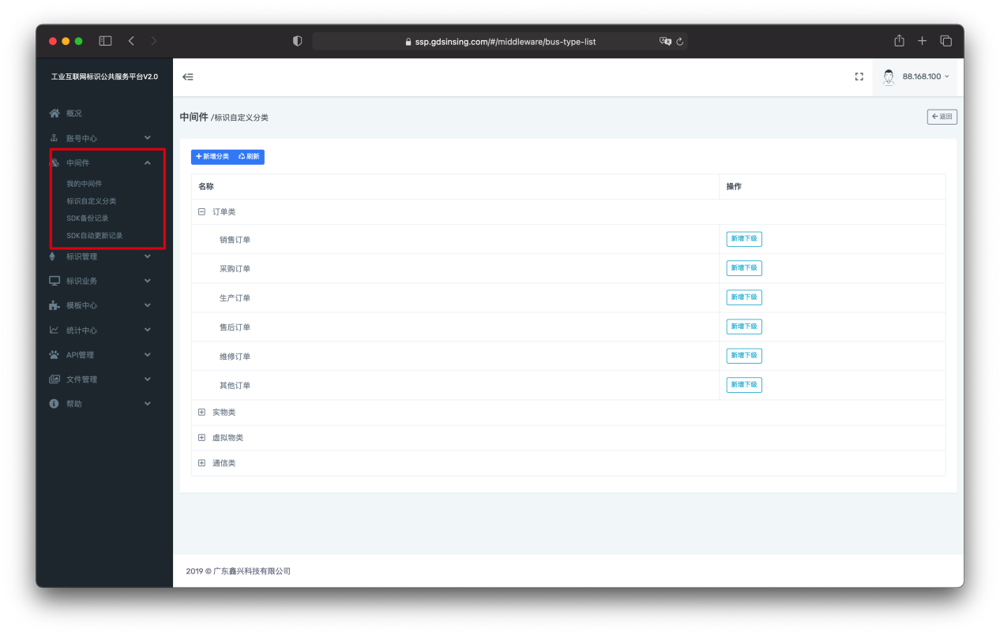 ssp.gdsinsing.com/#/middleware/bus-type-list
工业互联网标识公共服务平台V2.0
88.168.100
概况
账号中心
中间件
我的中间件
标识自定义分类
SDK备份记录
SDK自动更新记录
标识管理
标识业务
模板中心
统计中心
API管理
文件管理
帮助
中间件 /标识自定义分类
返回
新增分类 刷新
名称 操作
订单类
销售订单 新增下级
采购订单 新增下级
生产订单 新增下级
售后订单 新增下级
维修订单 新增下级
其他订单 新增下级
实物类
虚拟物类
通信类
2019 © 广东鑫兴科技有限公司